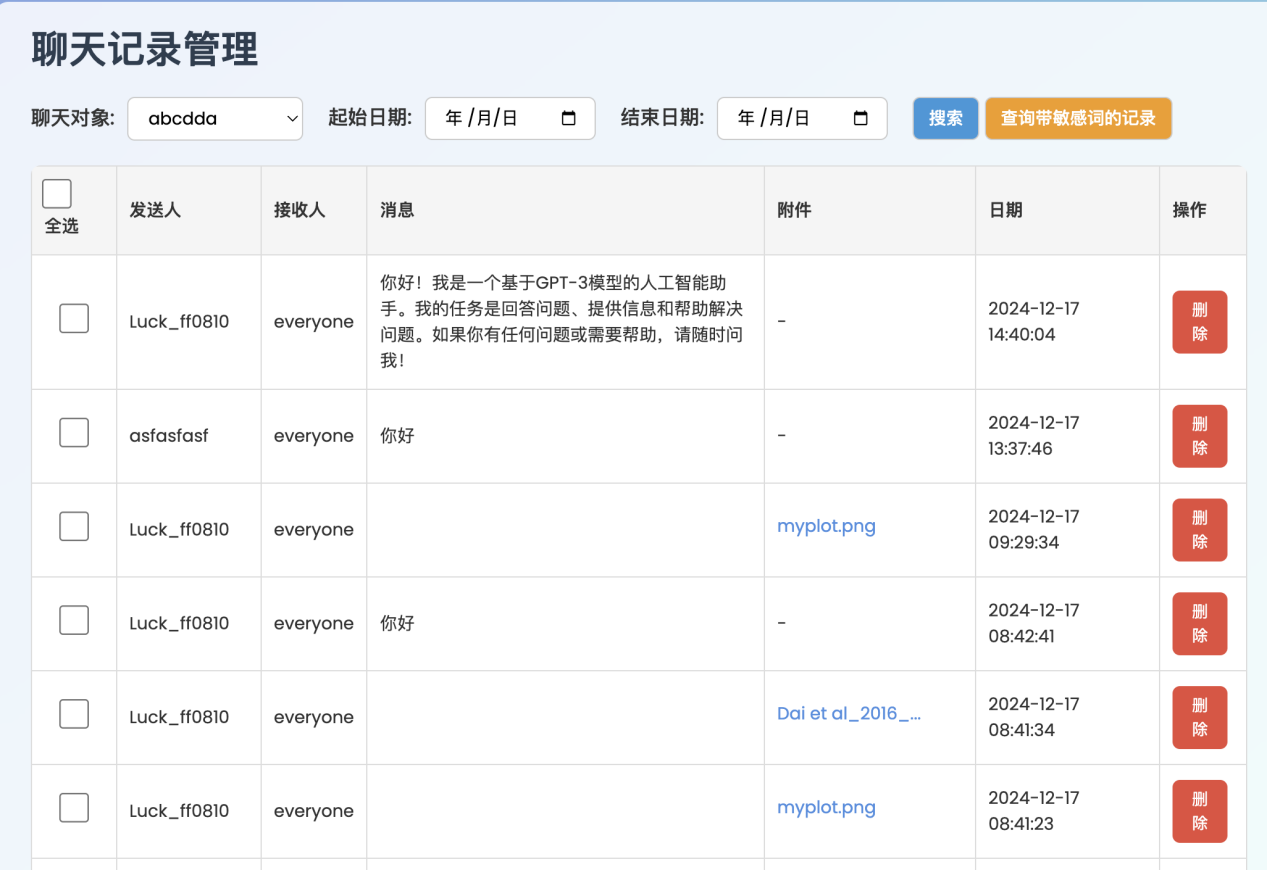 聊天记录管理
聊天对象: abcdda 起始日期: 年 /月/日 结束日期: 年 /月/日 搜索 查询带敏感词的记录
全选 发送人 接收人 消息 附件 日期 操作
Luck_ff0810 everyone 你好！我是一个基于GPT-3模型的人工智能助
手。我的任务是回答问题、提供信息和帮助解决
问题。如果你有任何问题或需要帮助，请随时问
我！
-
2024-12-17
14:40:04
删
除
asfasfasf everyone 你好 -
2024-12-17
13:37:46
删
除
Luck_ff0810 everyone myplot.png
2024-12-17
09:29:34
删
除
Luck_ff0810 everyone 你好 -
2024-12-17
08:42:41
删
除
Luck_ff0810 everyone Dai et al_2016_...
2024-12-17
08:41:34
删
除
Luck_ff0810 everyone myplot.png
2024-12-17
08:41:23
删
除